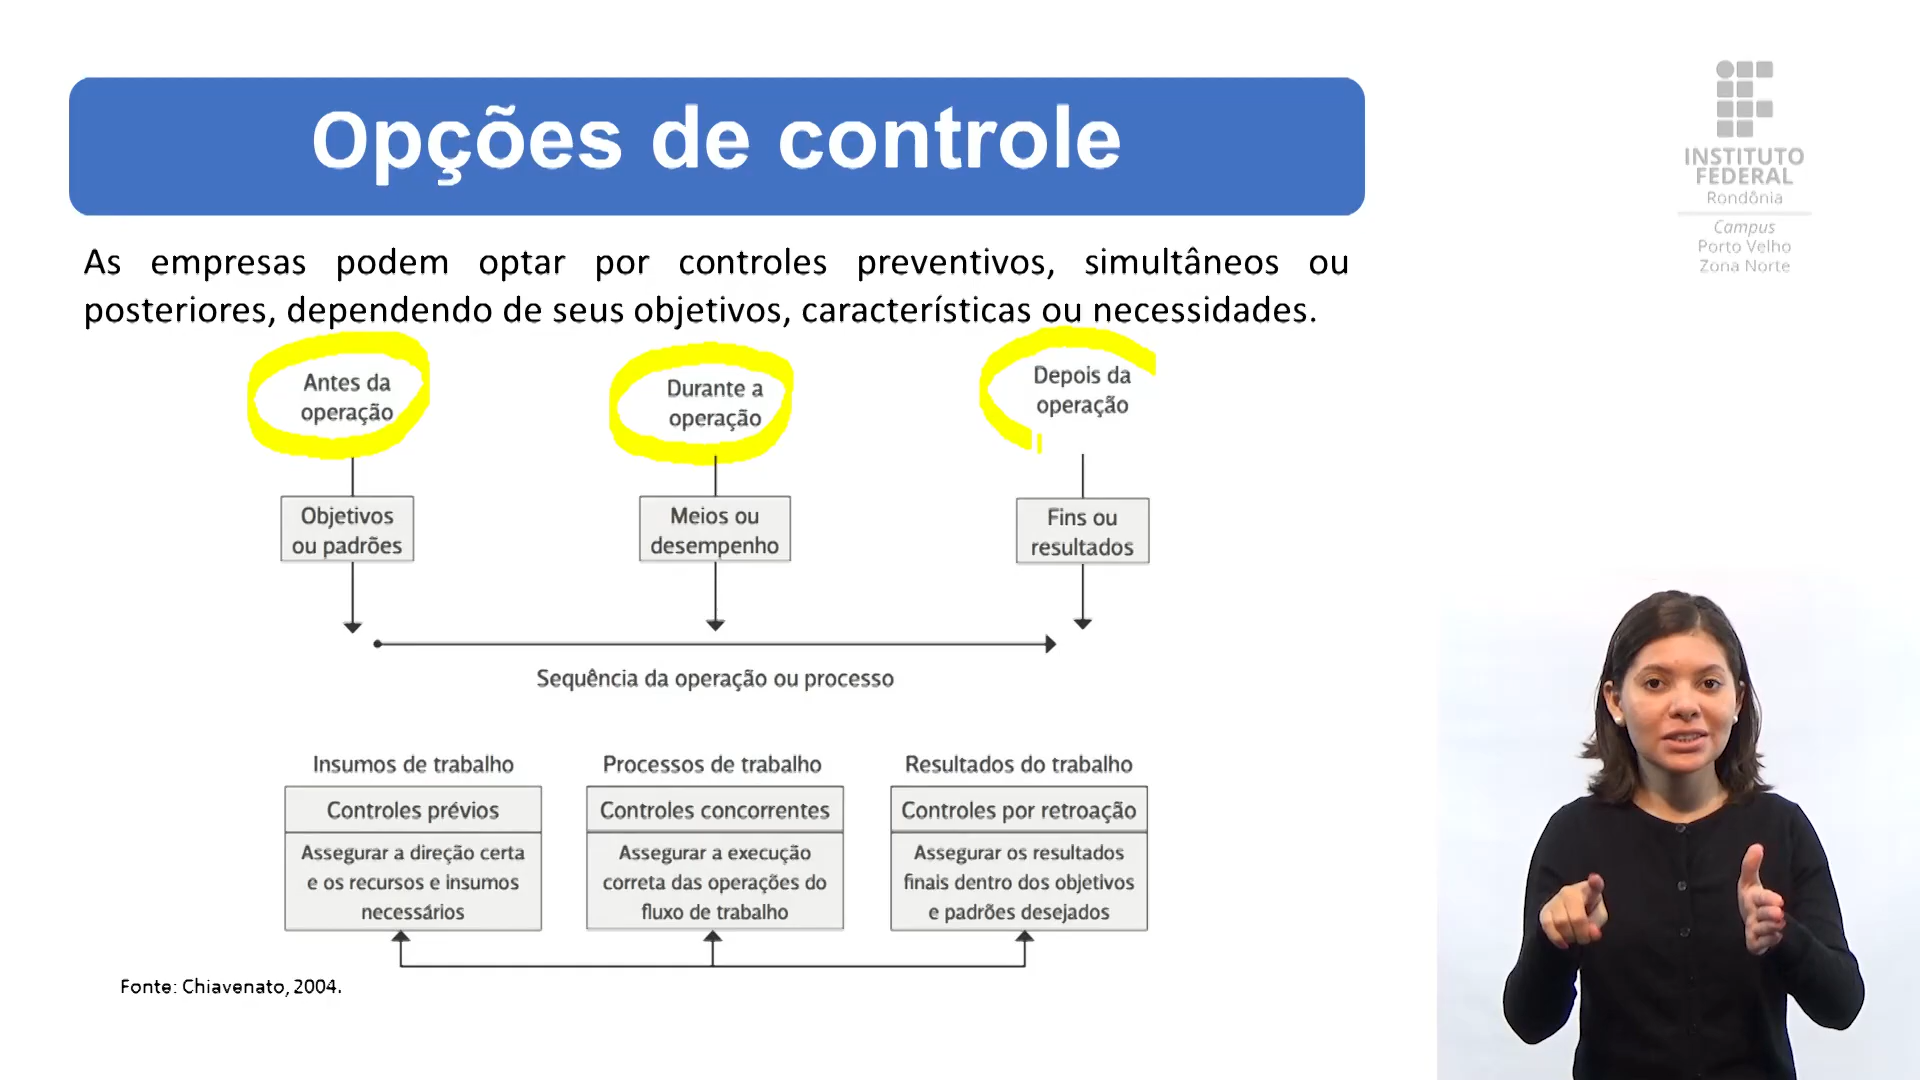 Opções de controle
INSTITUTO
FEDERAL
Rondônia
Campus
Porto Velho
Zona Norte
As empresas podem optar por controles preventivos, simultâneos ou
posteriores, dependendo de seus objetivos, características ou necessidades.
Antes da
operação
Durante a
operação
Depois da
operação
Objetivos
ou padrões
Meios ou
desempenho
Fins ou
resultados
Sequência da operação ou processo
Insumos de trabalho
Controles prévios
Assegurar a direção certa
e os recursos e insumos
necessários
Processos de trabalho
Controles concorrentes
Assegurar a execução
correta das operações do
fluxo de trabalho
Resultados do trabalho
Controles por retroação
Assegurar os resultados
finais dentro dos objetivos
e padrões desejados
Fonte: Chiavenato, 2004.